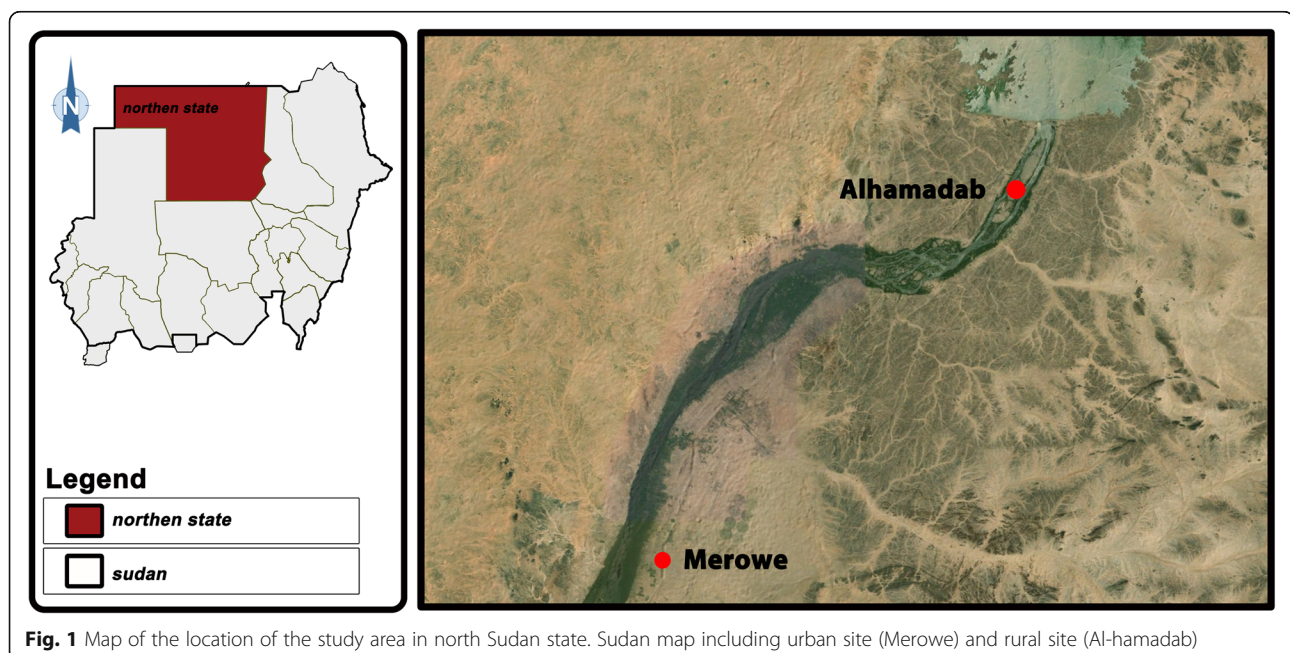 N
northen state
Legend
northen state
sudan
Alhamadab
Merowe
Fig. 1 Map of the location of the study area in north Sudan state. Sudan map including urban site (Merowe) and rural site (Al-hamadab)